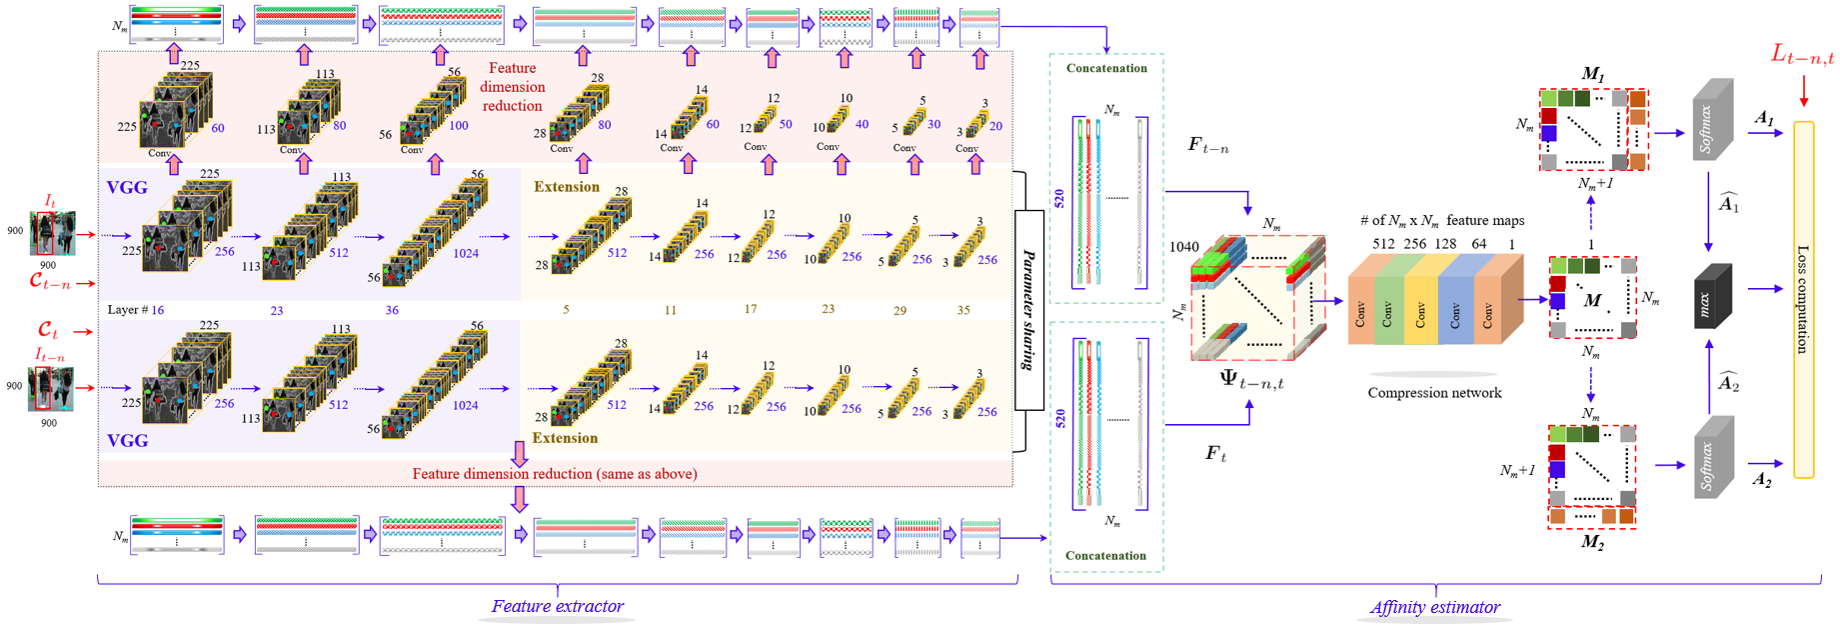 N_m
225 113 56 28 14 12 10 5 3
Feature
dimension
reduction
225 60 113 80 56 100 28 80 14 60 12 50 10 40 5 30 3 20
Conv Conv Conv Conv Conv Conv Conv Conv Conv
VGG
Extension
225 113 56 28 14 12 10 5 3
I_t
900
900
225 256 113 512 56 1024 28 512 14 256 12 256 10 256 5 256 3 256
C_{t-n}
Layer # 16 23 36 5 11 17 23 29 35
C_t
I_{t-n}
900
900
225 113 56 28 14 12 10 5 3
225 256 113 512 56 1024 28 512 14 256 12 256 10 256 5 256 3 256
VGG
Extension
Parameter sharing
Feature dimension reduction (same as above)
N_m
Feature extractor
Concatenation
N_m
520
F_{t-n}
520
N_m
Concatenation
F_t
N_m
1040
N_m
Ψ_{t-n,t}
# of N_m x N_m feature maps
512 256 128 64 1
Conv Conv Conv Conv Conv
Compression network
M_1
N_m
N_m+1
1
M
N_m
N_m
N_m
N_m+1
M_2
Softmax
A_1
\widehat{A}_1
max
\widehat{A}_2
Softmax
A_2
L_{t-n,t}
Loss computation
Affinity estimator